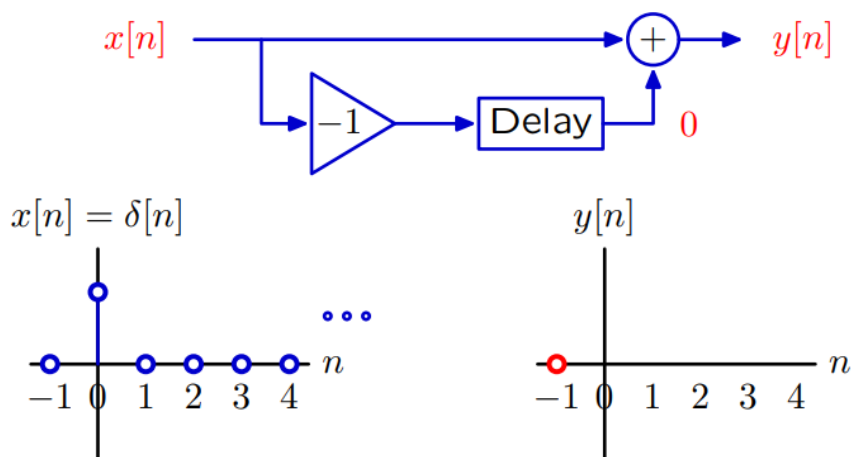 x[n] + y[n]
−1 Delay 0
x[n] = δ[n] y[n]
n n
−1 0 1 2 3 4 −1 0 1 2 3 4